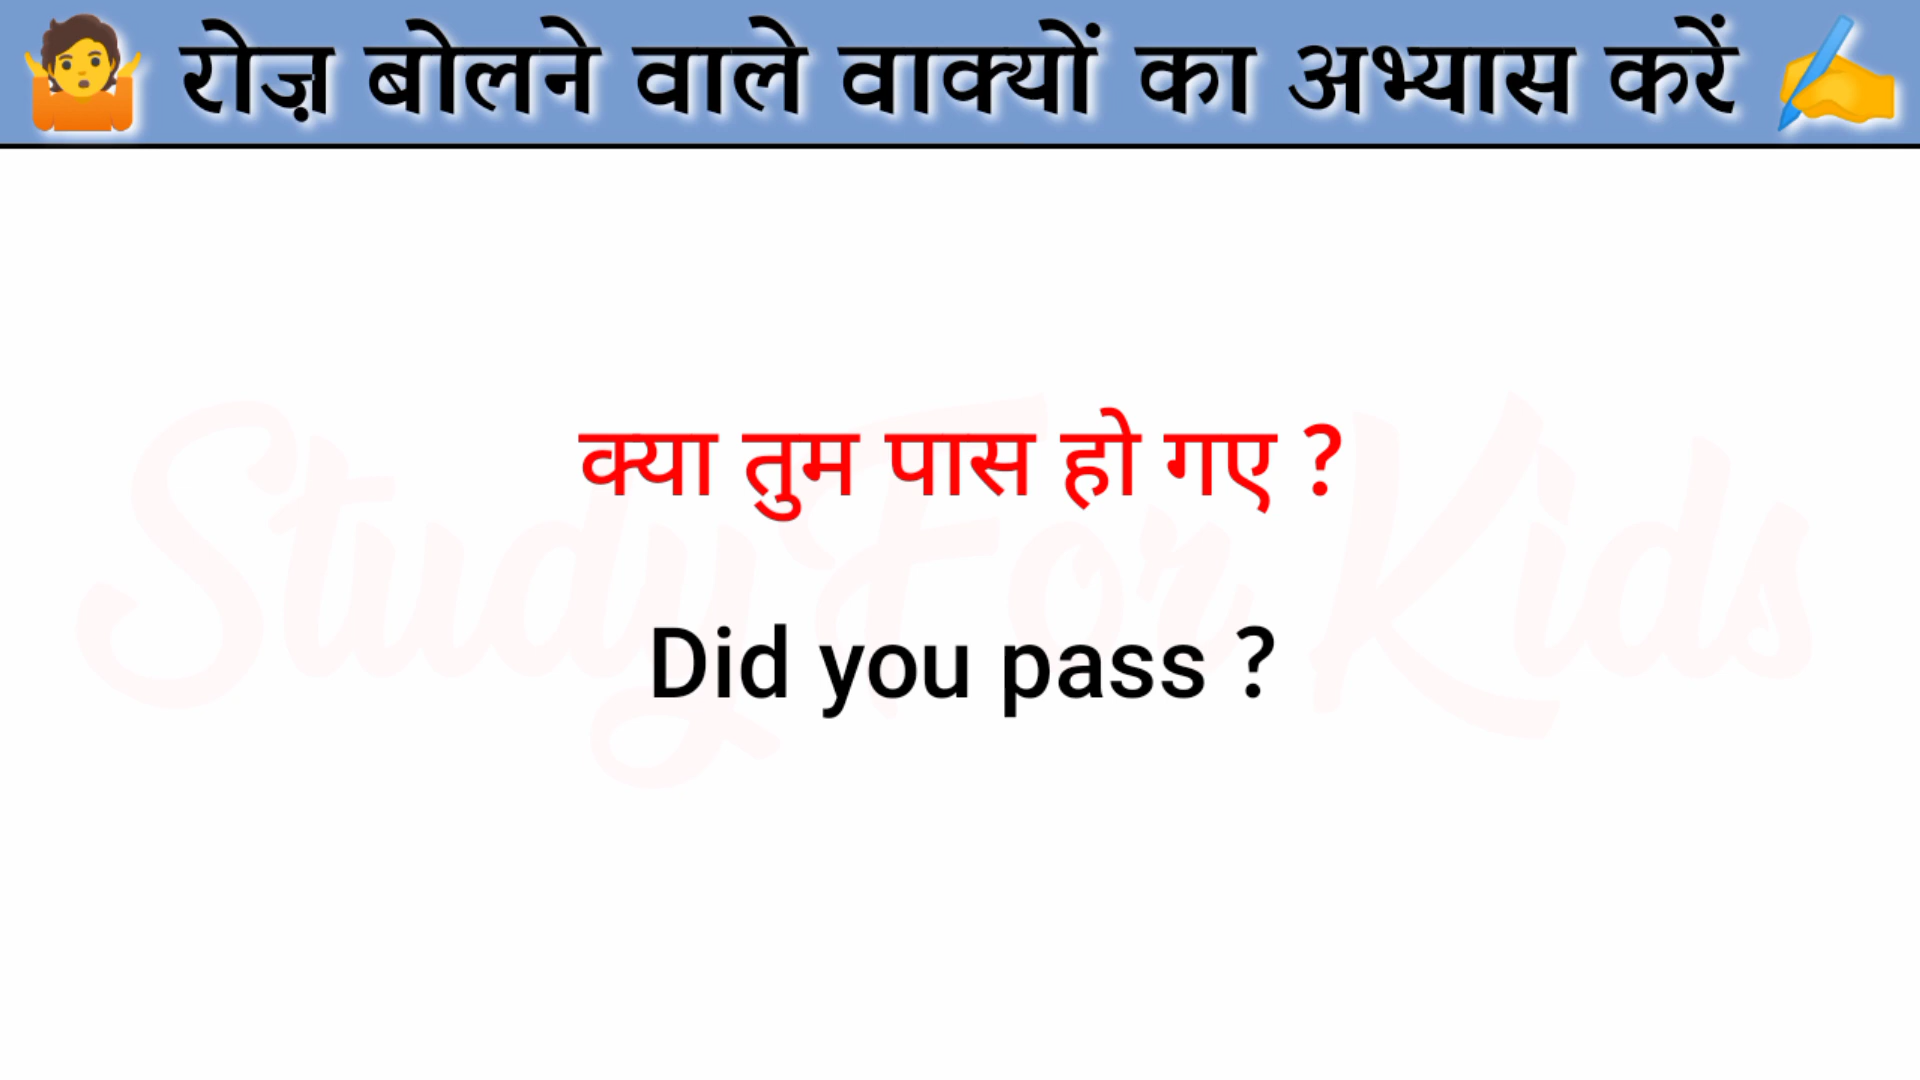 🤷 रोज़ बोलने वाले वाक्यों का अभ्यास करें ✍️
क्या तुम पास हो गए ?
Study For Kids
Did you pass ?